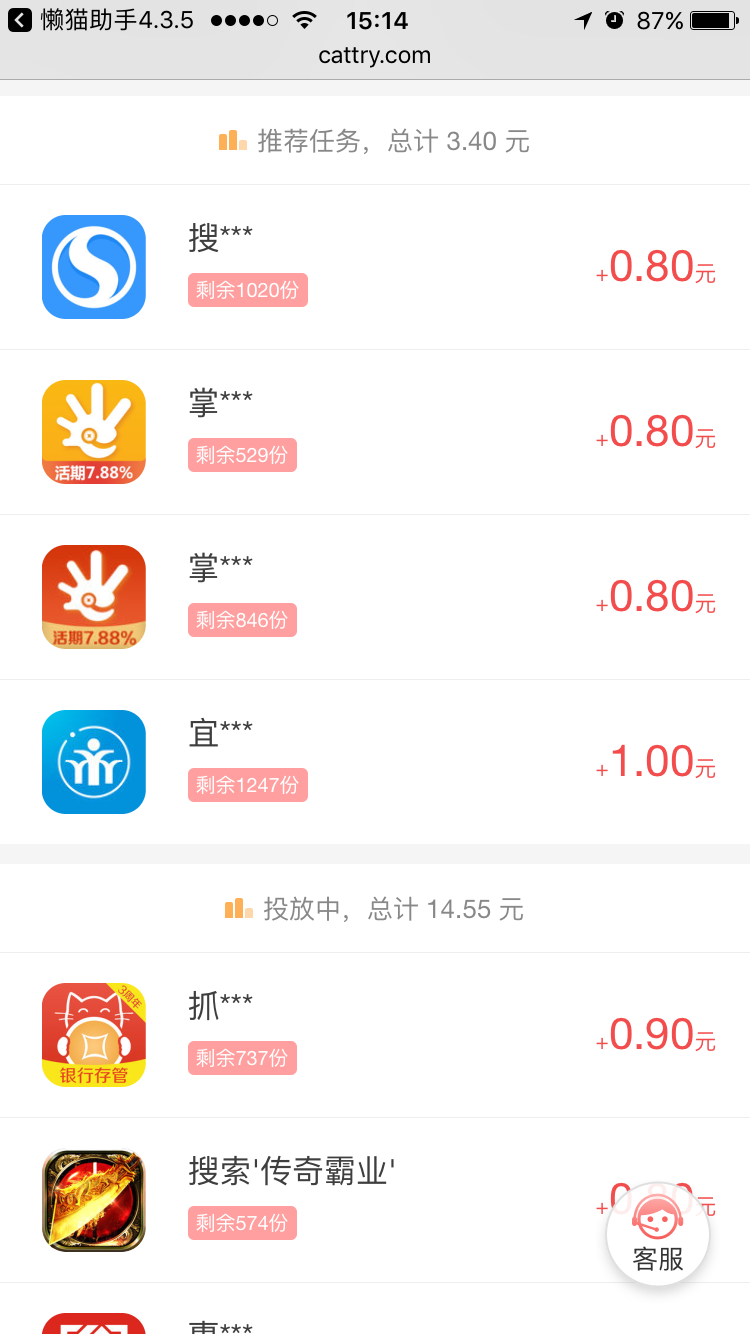 懒猫助手4.3.5 15:14 87%
cattry.com
推荐任务，总计 3.40 元
搜***
剩余1020份
+0.80元
掌***
剩余529份
+0.80元
活期7.88%
掌***
剩余846份
+0.80元
活期7.88%
宜***
剩余1247份
+1.00元
投放中，总计 14.55 元
抓***
3周年
剩余737份
+0.90元
银行存管
搜索'传奇霸业'
剩余574份
+0.80元
客服